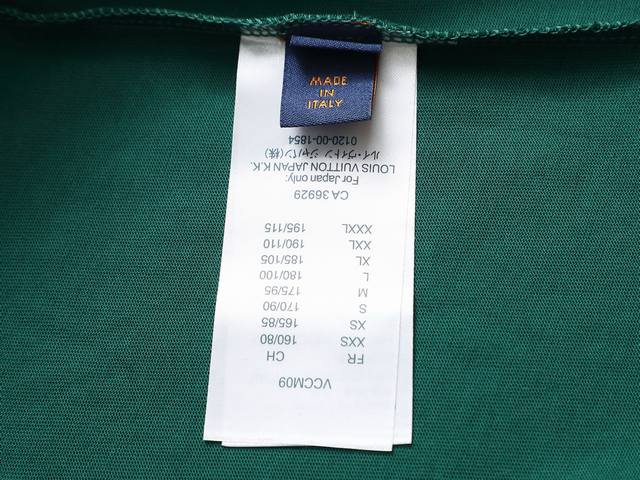 MADE
IN
ITALY
VCCM09
FR CH
XXS 160/80
XS 165/85
S 170/90
M 175/95
L 180/100
XL 185/105
XXL 190/110
XXXL 195/115
CA 36929
For Japan only:
LOUIS VUITTON JAPAN K.K.
ルイ・ヴィトン ジャパン(株)
0120-00-1854